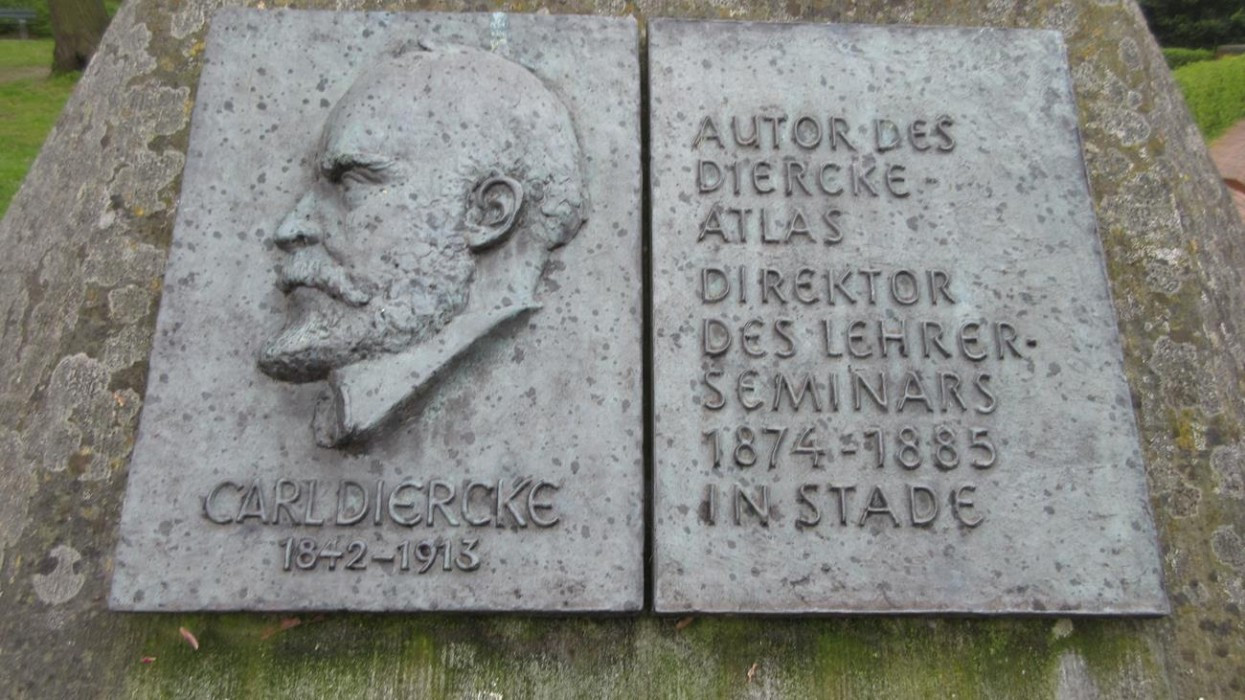 CARL DIERCKE
1842-1913
AUTOR DES
DIERCKE-
ATLAS
DIREKTOR
DES LEHRER-
SEMINARS
1874-1885
IN STADE